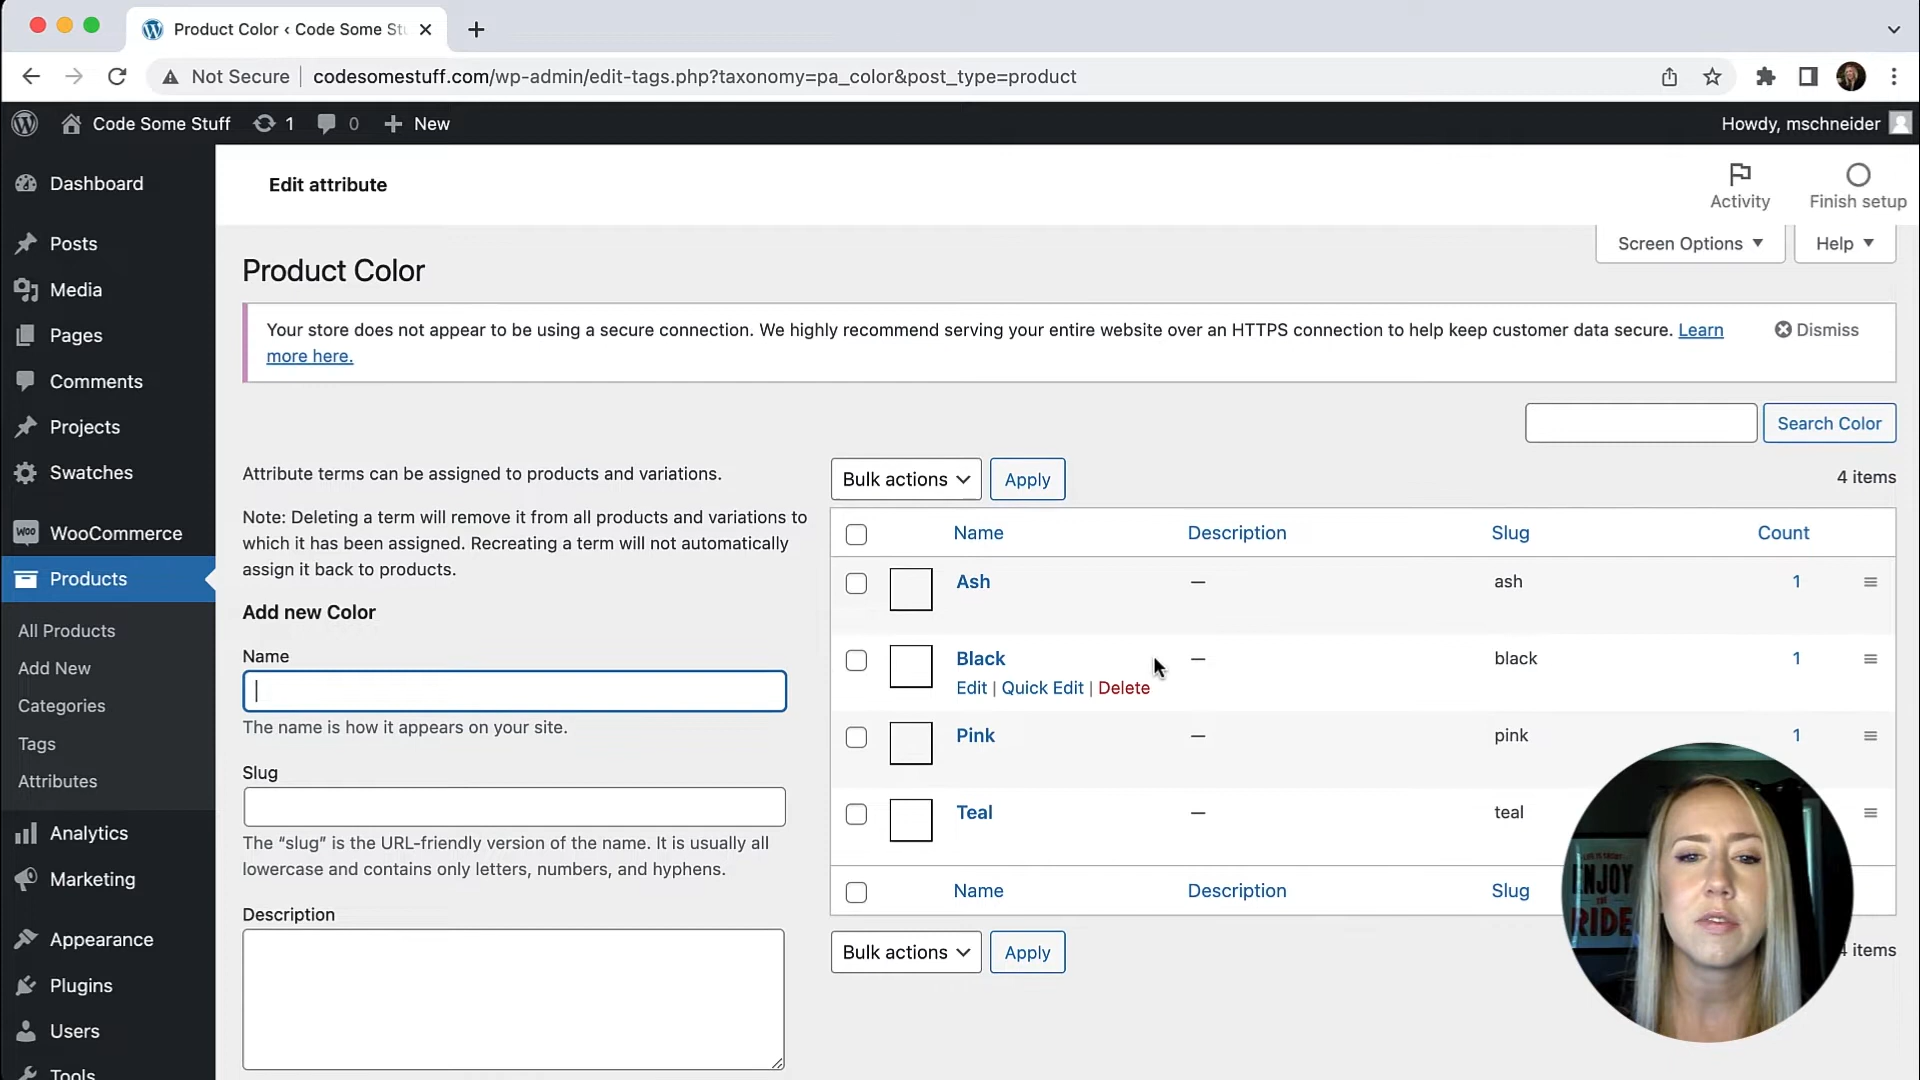 Product Color ‹ Code Some Stu
Not Secure
codesomestuff.com/wp-admin/edit-tags.php?taxonomy=pa_color&post_type=product
Code Some Stuff
1
0
New
Howdy, mschneider
Dashboard
Posts
Media
Pages
Comments
Projects
Swatches
WooCommerce
Products
All Products
Add New
Categories
Tags
Attributes
Analytics
Marketing
Appearance
Plugins
Users
Tools
Edit attribute
Activity
Finish setup
Screen Options
Help
Product Color
Your store does not appear to be using a secure connection. We highly recommend serving your entire website over an HTTPS connection to help keep customer data secure. Learn
more here.
Dismiss
Search Color
Attribute terms can be assigned to products and variations.
Note: Deleting a term will remove it from all products and variations to
which it has been assigned. Recreating a term will not automatically
assign it back to products.
Add new Color
Name
The name is how it appears on your site.
Slug
The “slug” is the URL-friendly version of the name. It is usually all
lowercase and contains only letters, numbers, and hyphens.
Description
Bulk actions
Apply
4 items
Name Description Slug Count
Ash — ash 1
Black — black 1
Edit | Quick Edit | Delete
Pink — pink 1
Teal — teal
Name Description Slug
Bulk actions
Apply
4 items
ENJOY
THE
RIDE